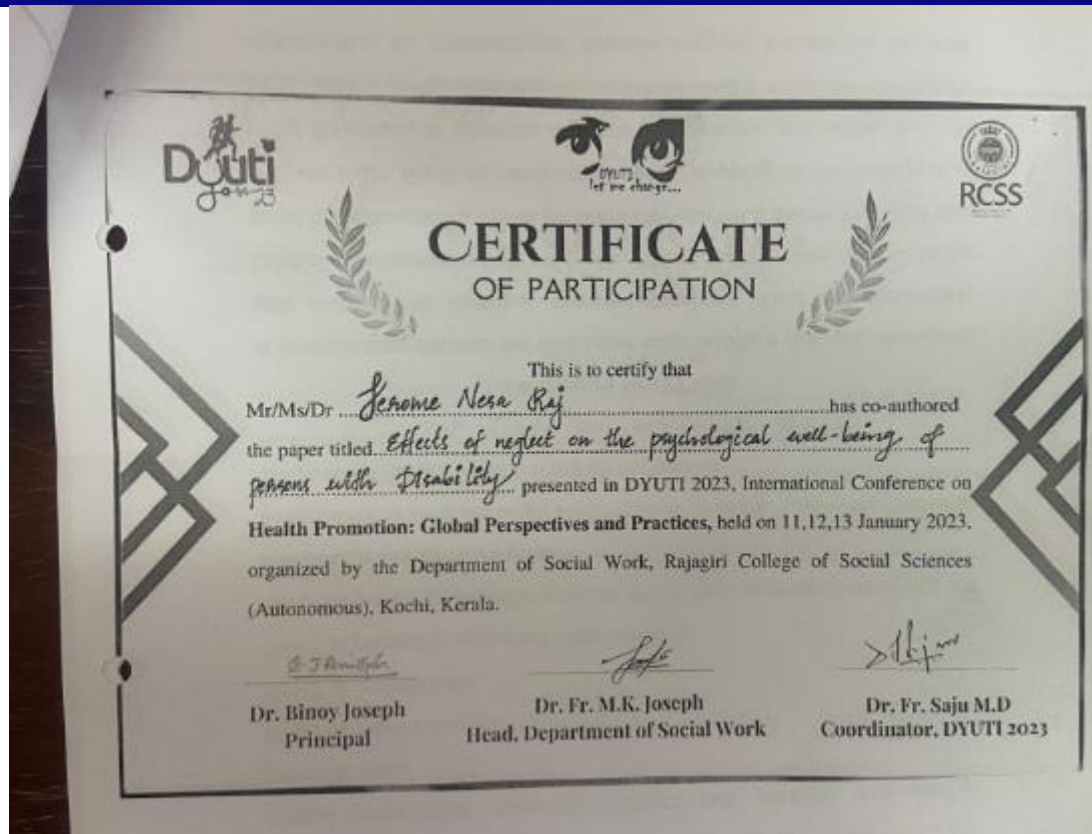 Dyuti
Jan 23
DYUTI
let me change...
RCSS
CERTIFICATE
OF PARTICIPATION
This is to certify that
Mr/Ms/Dr Jerome Nesa Raj has co-authored
the paper titled Effects of neglect on the psychological well-being of
persons with Disability presented in DYUTI 2023, International Conference on
Health Promotion: Global Perspectives and Practices, held on 11,12,13 January 2023,
organized by the Department of Social Work, Rajagiri College of Social Sciences
(Autonomous), Kochi, Kerala.
Dr. Binoy Joseph
Principal
Dr. Fr. M.K. Joseph
Head, Department of Social Work
Dr. Fr. Saju M.D
Coordinator, DYUTI 2023